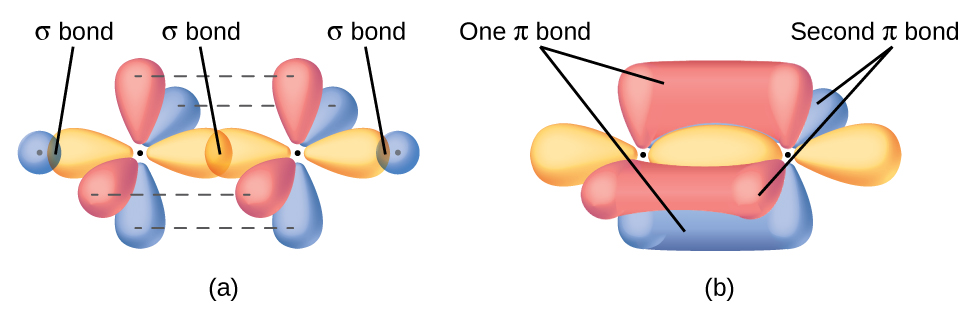 σ bond
σ bond
σ bond
One π bond
Second π bond
(a)
(b)